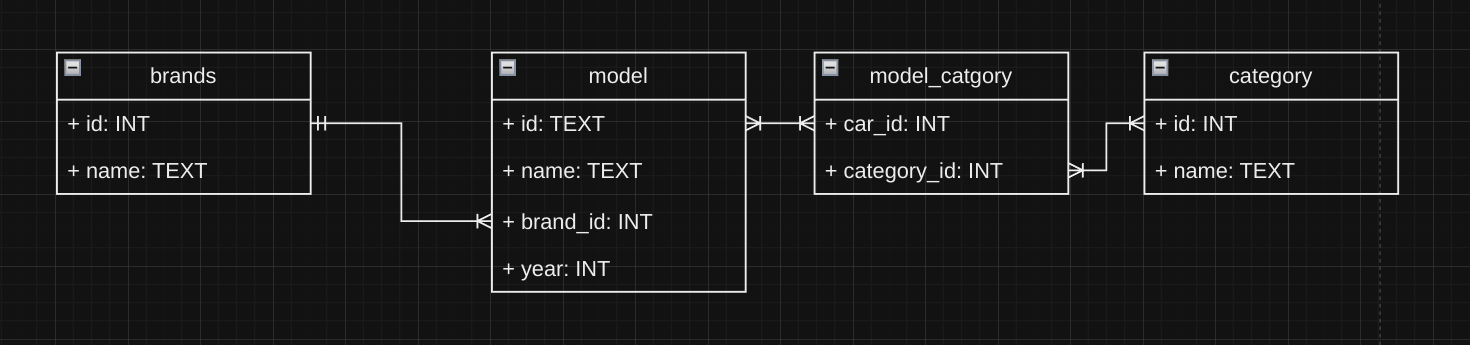 brands
+ id: INT
+ name: TEXT
model
+ id: TEXT
+ name: TEXT
+ brand_id: INT
+ year: INT
model_catgory
+ car_id: INT
+ category_id: INT
category
+ id: INT
+ name: TEXT